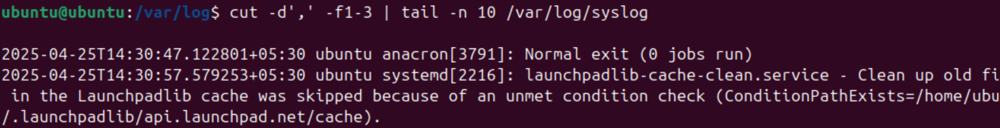 ubuntu@ubuntu:/var/log$ cut -d',' -f1-3 | tail -n 10 /var/log/syslog
2025-04-25T14:30:47.122801+05:30 ubuntu anacron[3791]: Normal exit (0 jobs run)
2025-04-25T14:30:57.579253+05:30 ubuntu systemd[2216]: launchpadlib-cache-clean.service - Clean up old fi
in the Launchpadlib cache was skipped because of an unmet condition check (ConditionPathExists=/home/ubu
/.launchpadlib/api.launchpad.net/cache).